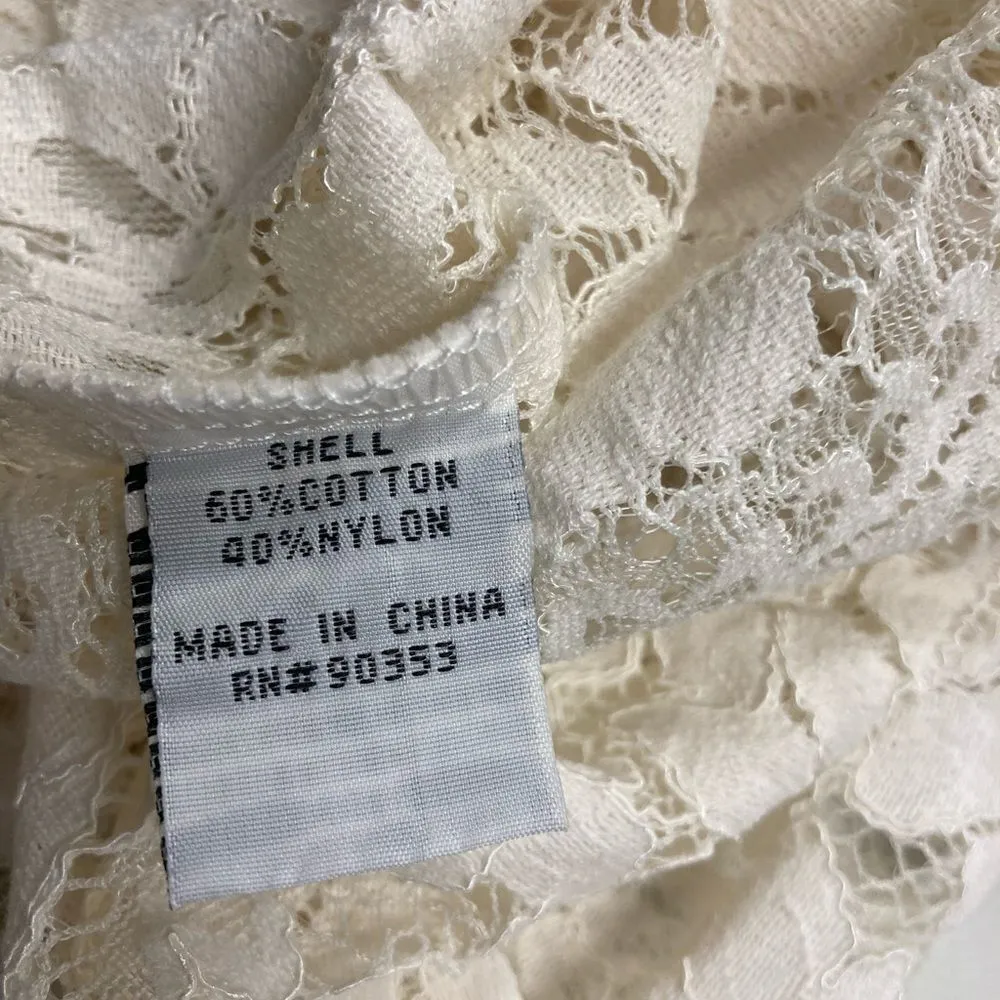 SHELL
60%COTTON
40%NYLON
MADE IN CHINA
RN#90353